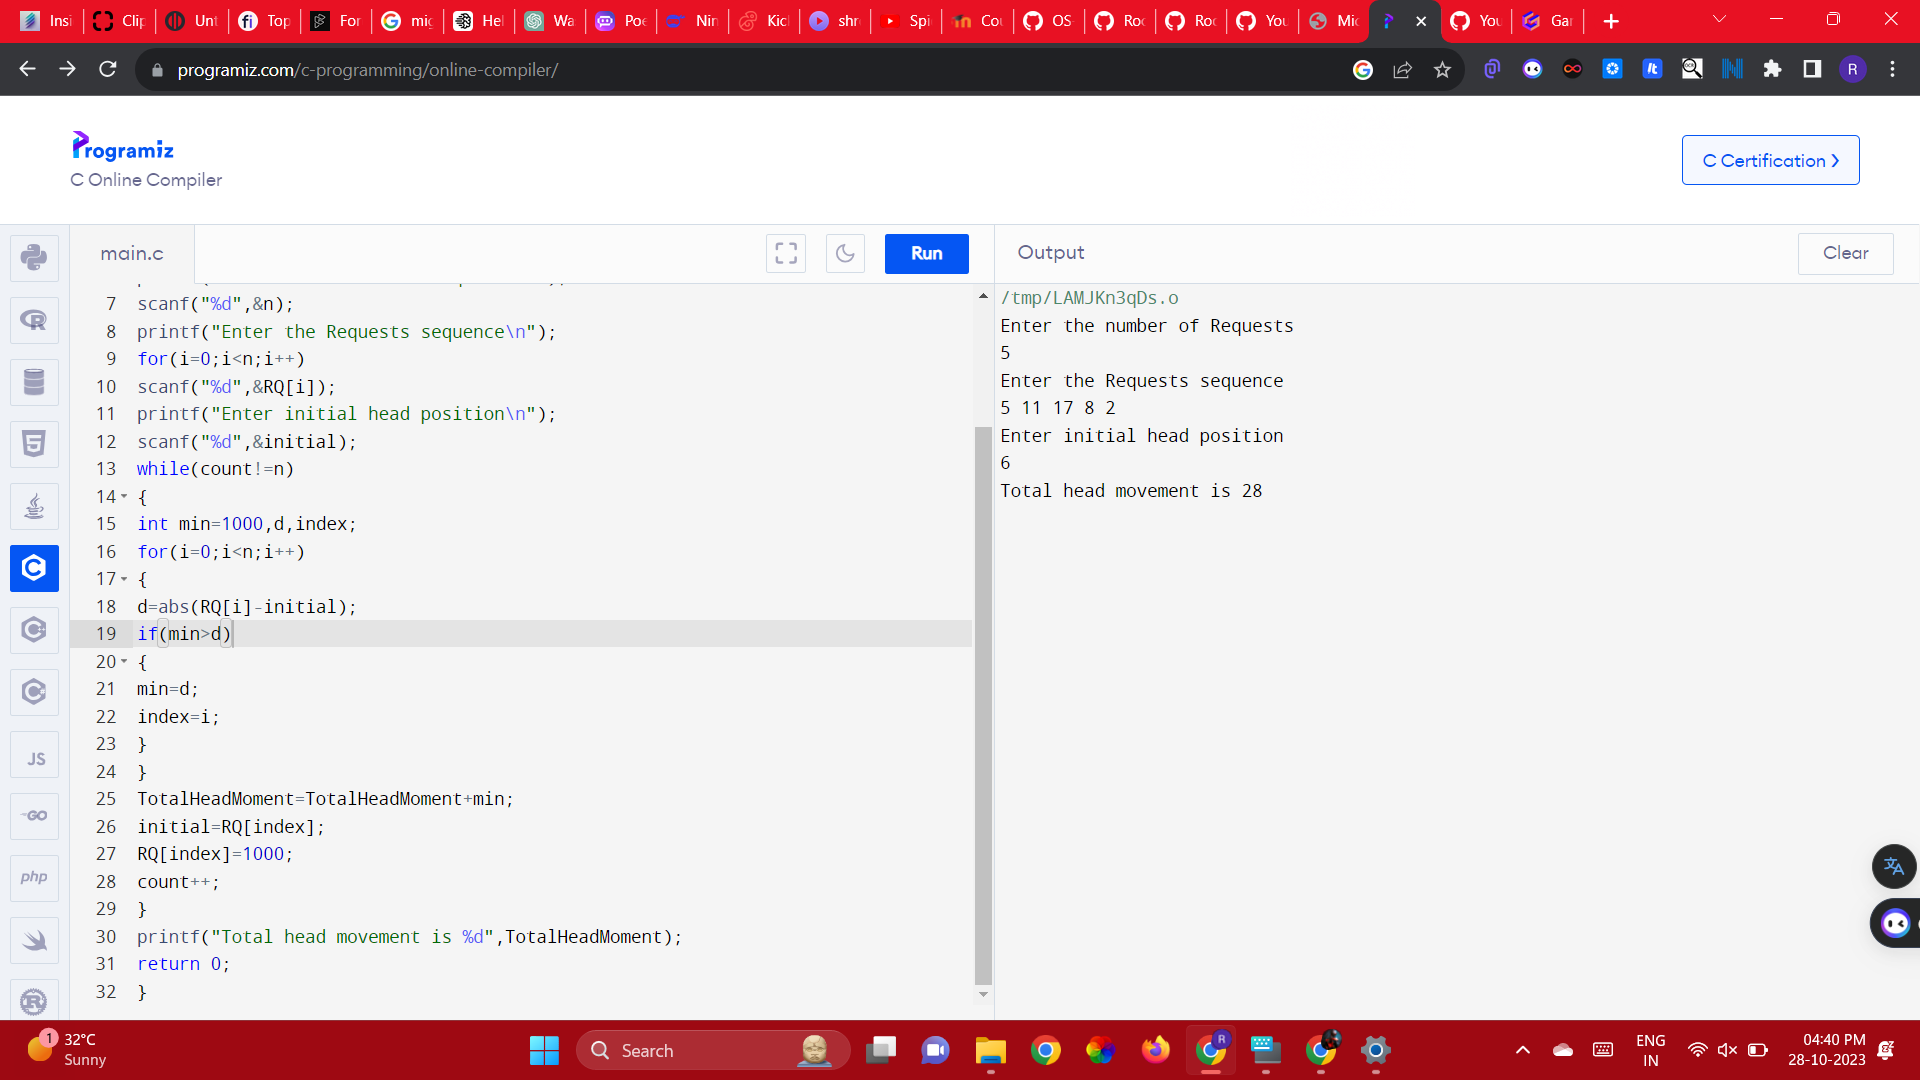 Insi
Clip
Unt
Top
For
mig
Hel
Wa
Poe
Nin
Kicl
shr
Spi
Cou
OS
Roc
Roc
You
Mic
You
Gar
programiz.com/c-programming/online-compiler/
R
Programiz
C Online Compiler
C Certification
main.c
Run
Output
Clear
7 scanf("%d",&n);
8 printf("Enter the Requests sequence\n");
9 for(i=0;i<n;i++)
10 scanf("%d",&RQ[i]);
11 printf("Enter initial head position\n");
12 scanf("%d",&initial);
13 while(count!=n)
14 {
15 int min=1000,d,index;
16 for(i=0;i<n;i++)
17 {
18 d=abs(RQ[i]-initial);
19 if(min>d)
20 {
21 min=d;
22 index=i;
23 }
24 }
25 TotalHeadMoment=TotalHeadMoment+min;
26 initial=RQ[index];
27 RQ[index]=1000;
28 count++;
29 }
30 printf("Total head movement is %d",TotalHeadMoment);
31 return 0;
32 }
/tmp/LAMJKn3qDs.o
Enter the number of Requests
5
Enter the Requests sequence
5 11 17 8 2
Enter initial head position
6
Total head movement is 28
JS
GO
php
1
32°C
Sunny
Search
R
ENG
IN
04:40 PM
28-10-2023